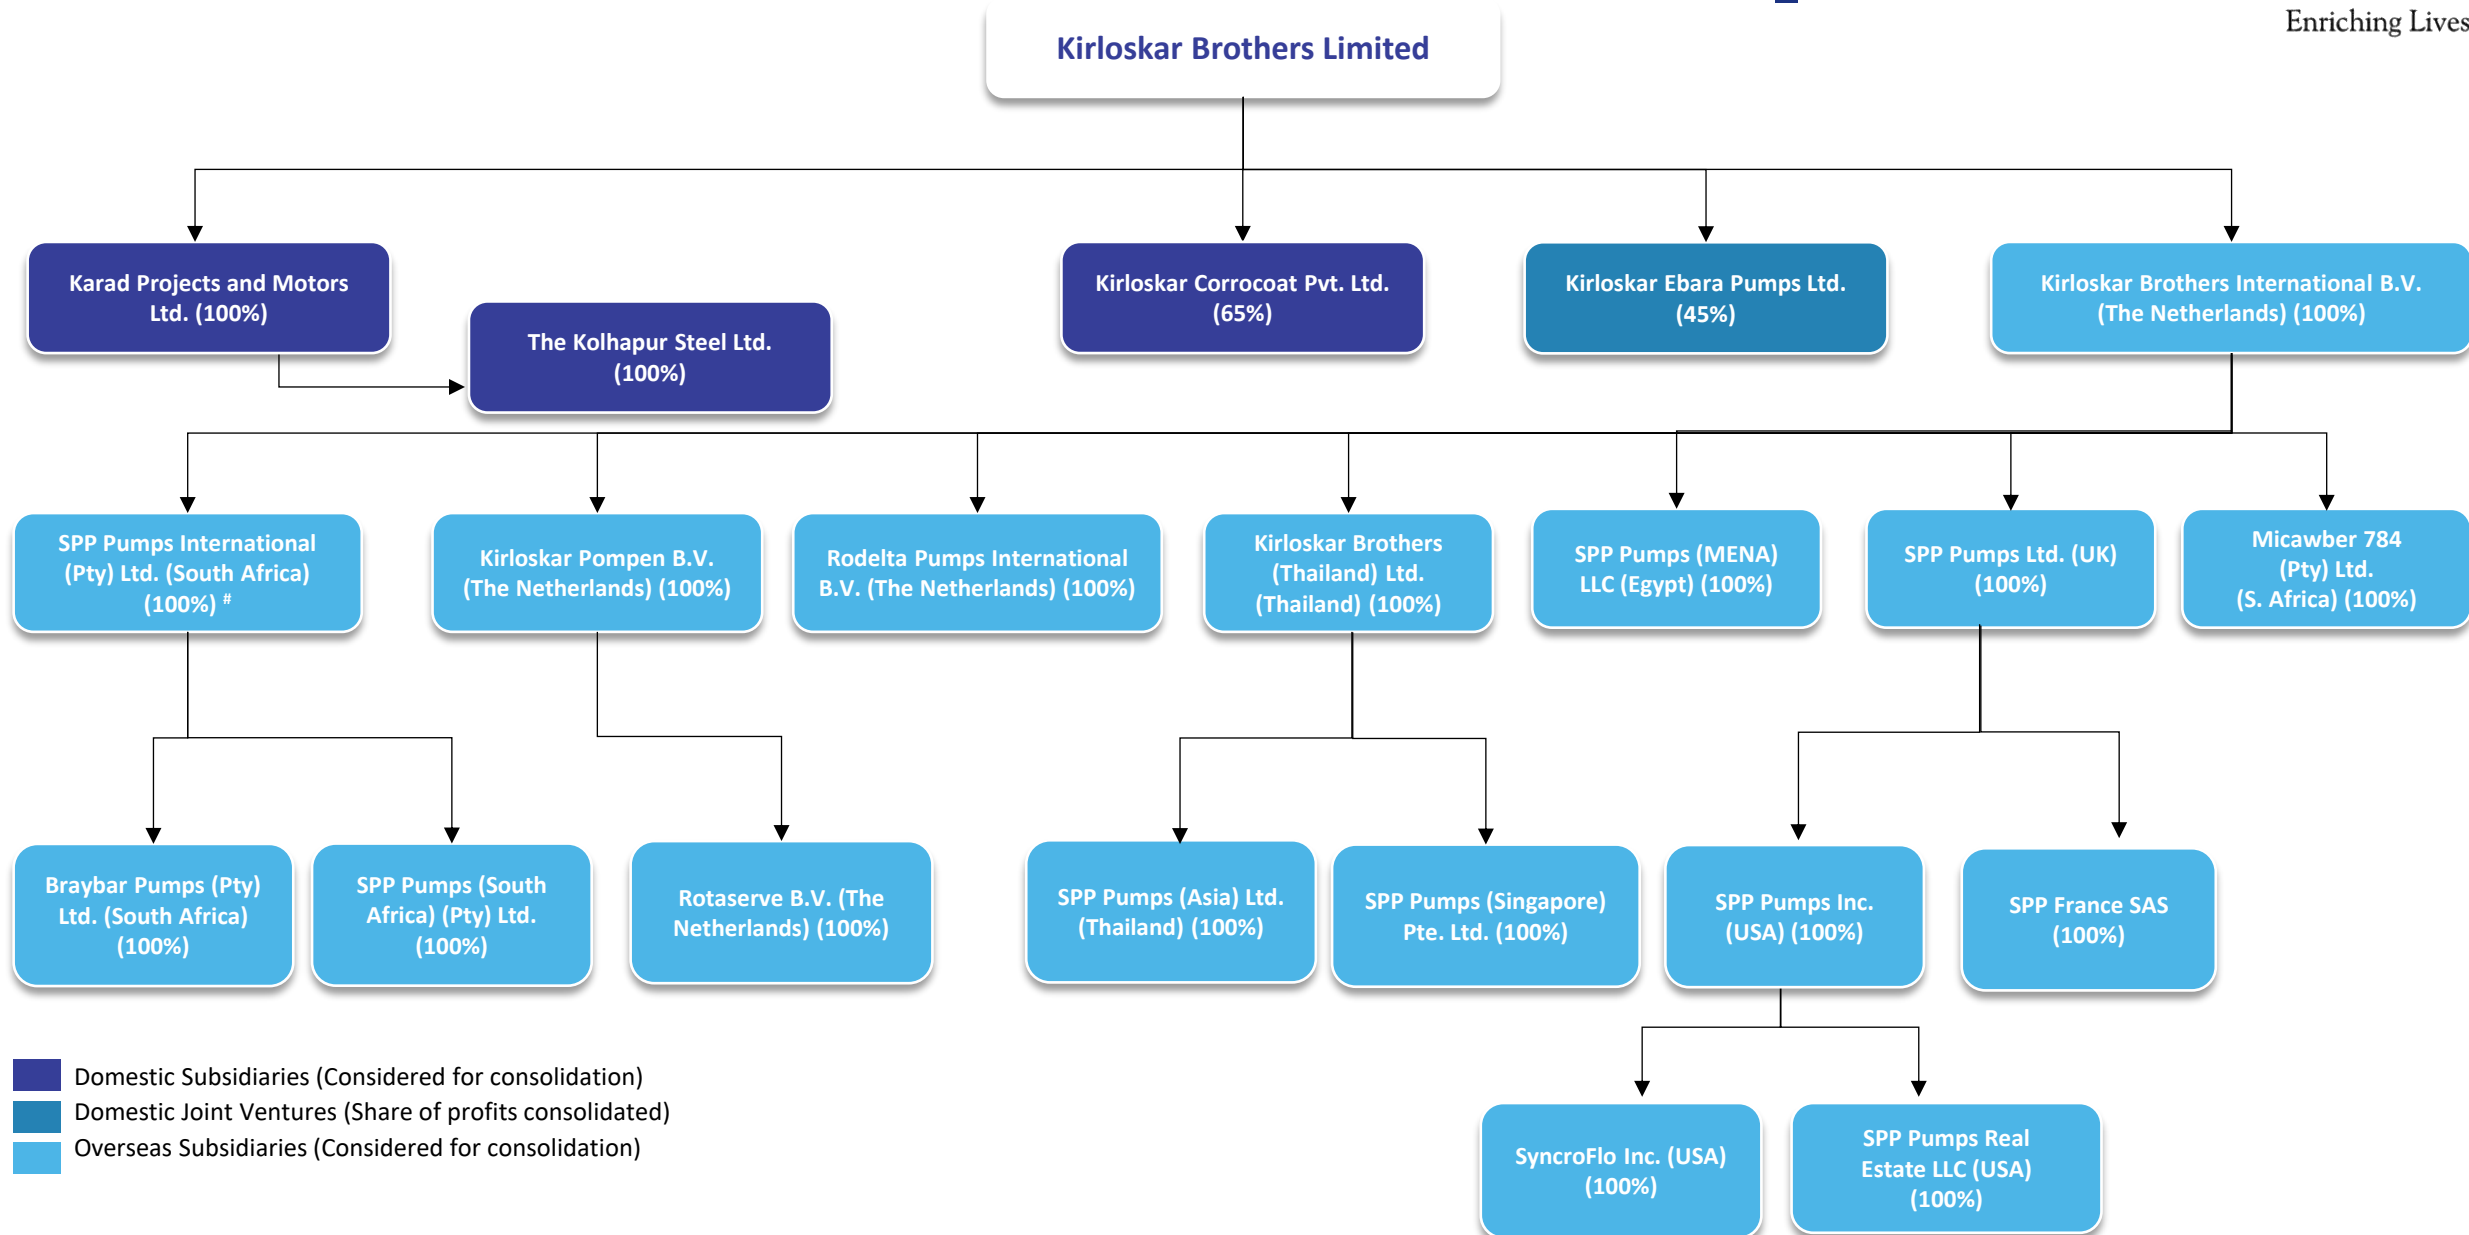 Enriching Lives
Kirloskar Brothers Limited
Karad Projects and Motors
Ltd. (100%)
The Kolhapur Steel Ltd.
(100%)
Kirloskar Corrocoat Pvt. Ltd.
(65%)
Kirloskar Ebara Pumps Ltd.
(45%)
Kirloskar Brothers International B.V.
(The Netherlands) (100%)
SPP Pumps International
(Pty) Ltd. (South Africa)
(100%) #
Kirloskar Pompen B.V.
(The Netherlands) (100%)
Rodelta Pumps International
B.V. (The Netherlands) (100%)
Kirloskar Brothers
(Thailand) Ltd.
(Thailand) (100%)
SPP Pumps (MENA)
LLC (Egypt) (100%)
SPP Pumps Ltd. (UK)
(100%)
Micawber 784
(Pty) Ltd.
(S. Africa) (100%)
Braybar Pumps (Pty)
Ltd. (South Africa)
(100%)
SPP Pumps (South
Africa) (Pty) Ltd.
(100%)
Rotaserve B.V. (The
Netherlands) (100%)
SPP Pumps (Asia) Ltd.
(Thailand) (100%)
SPP Pumps (Singapore)
Pte. Ltd. (100%)
SPP Pumps Inc.
(USA) (100%)
SPP France SAS
(100%)
SyncroFlo Inc. (USA)
(100%)
SPP Pumps Real
Estate LLC (USA)
(100%)
Domestic Subsidiaries (Considered for consolidation)
Domestic Joint Ventures (Share of profits consolidated)
Overseas Subsidiaries (Considered for consolidation)